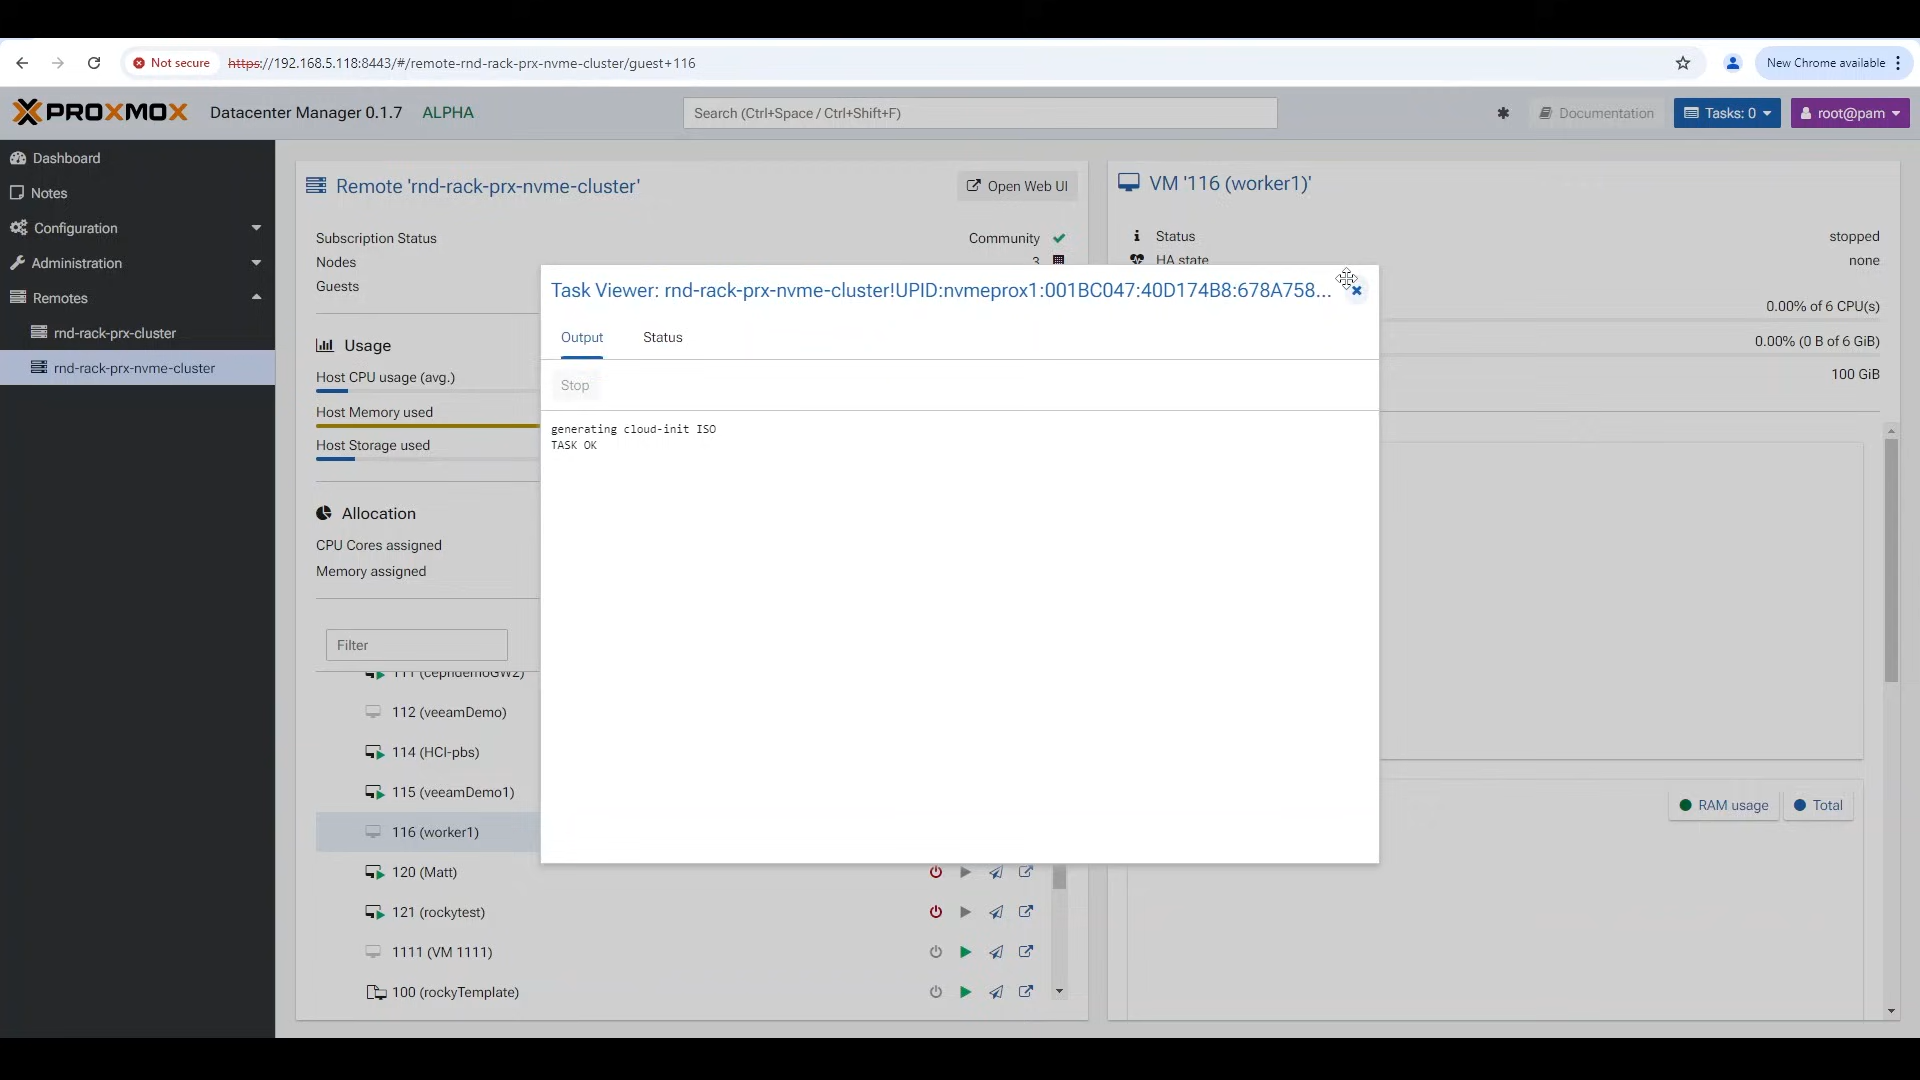 Not secure
https://192.168.5.118:8443/#/remote-rnd-rack-prx-nvme-cluster/guest+116
New Chrome available
PROXMOX
Datacenter Manager 0.1.7
ALPHA
Search (Ctrl+Space / Ctrl+Shift+F)
Documentation
Tasks: 0
root@pam
Dashboard
Notes
Configuration
Administration
Remotes
rnd-rack-prx-cluster
rnd-rack-prx-nvme-cluster
Remote 'rnd-rack-prx-nvme-cluster'
Open Web UI
Subscription Status
Community
Nodes
3
Guests
Usage
Host CPU usage (avg.)
Host Memory used
Host Storage used
Allocation
CPU Cores assigned
Memory assigned
Filter
111 (cephdemoGW2)
112 (veeamDemo)
114 (HCI-pbs)
115 (veeamDemo1)
116 (worker1)
120 (Matt)
121 (rockytest)
1111 (VM 1111)
100 (rockyTemplate)
Task Viewer: rnd-rack-prx-nvme-cluster!UPID:nvmeprox1:001BC047:40D174B8:678A758...
Output
Status
Stop
generating cloud-init ISO
TASK OK
VM '116 (worker1)'
Status
stopped
HA state
none
0.00% of 6 CPU(s)
0.00% (0 B of 6 GiB)
100 GiB
RAM usage
Total